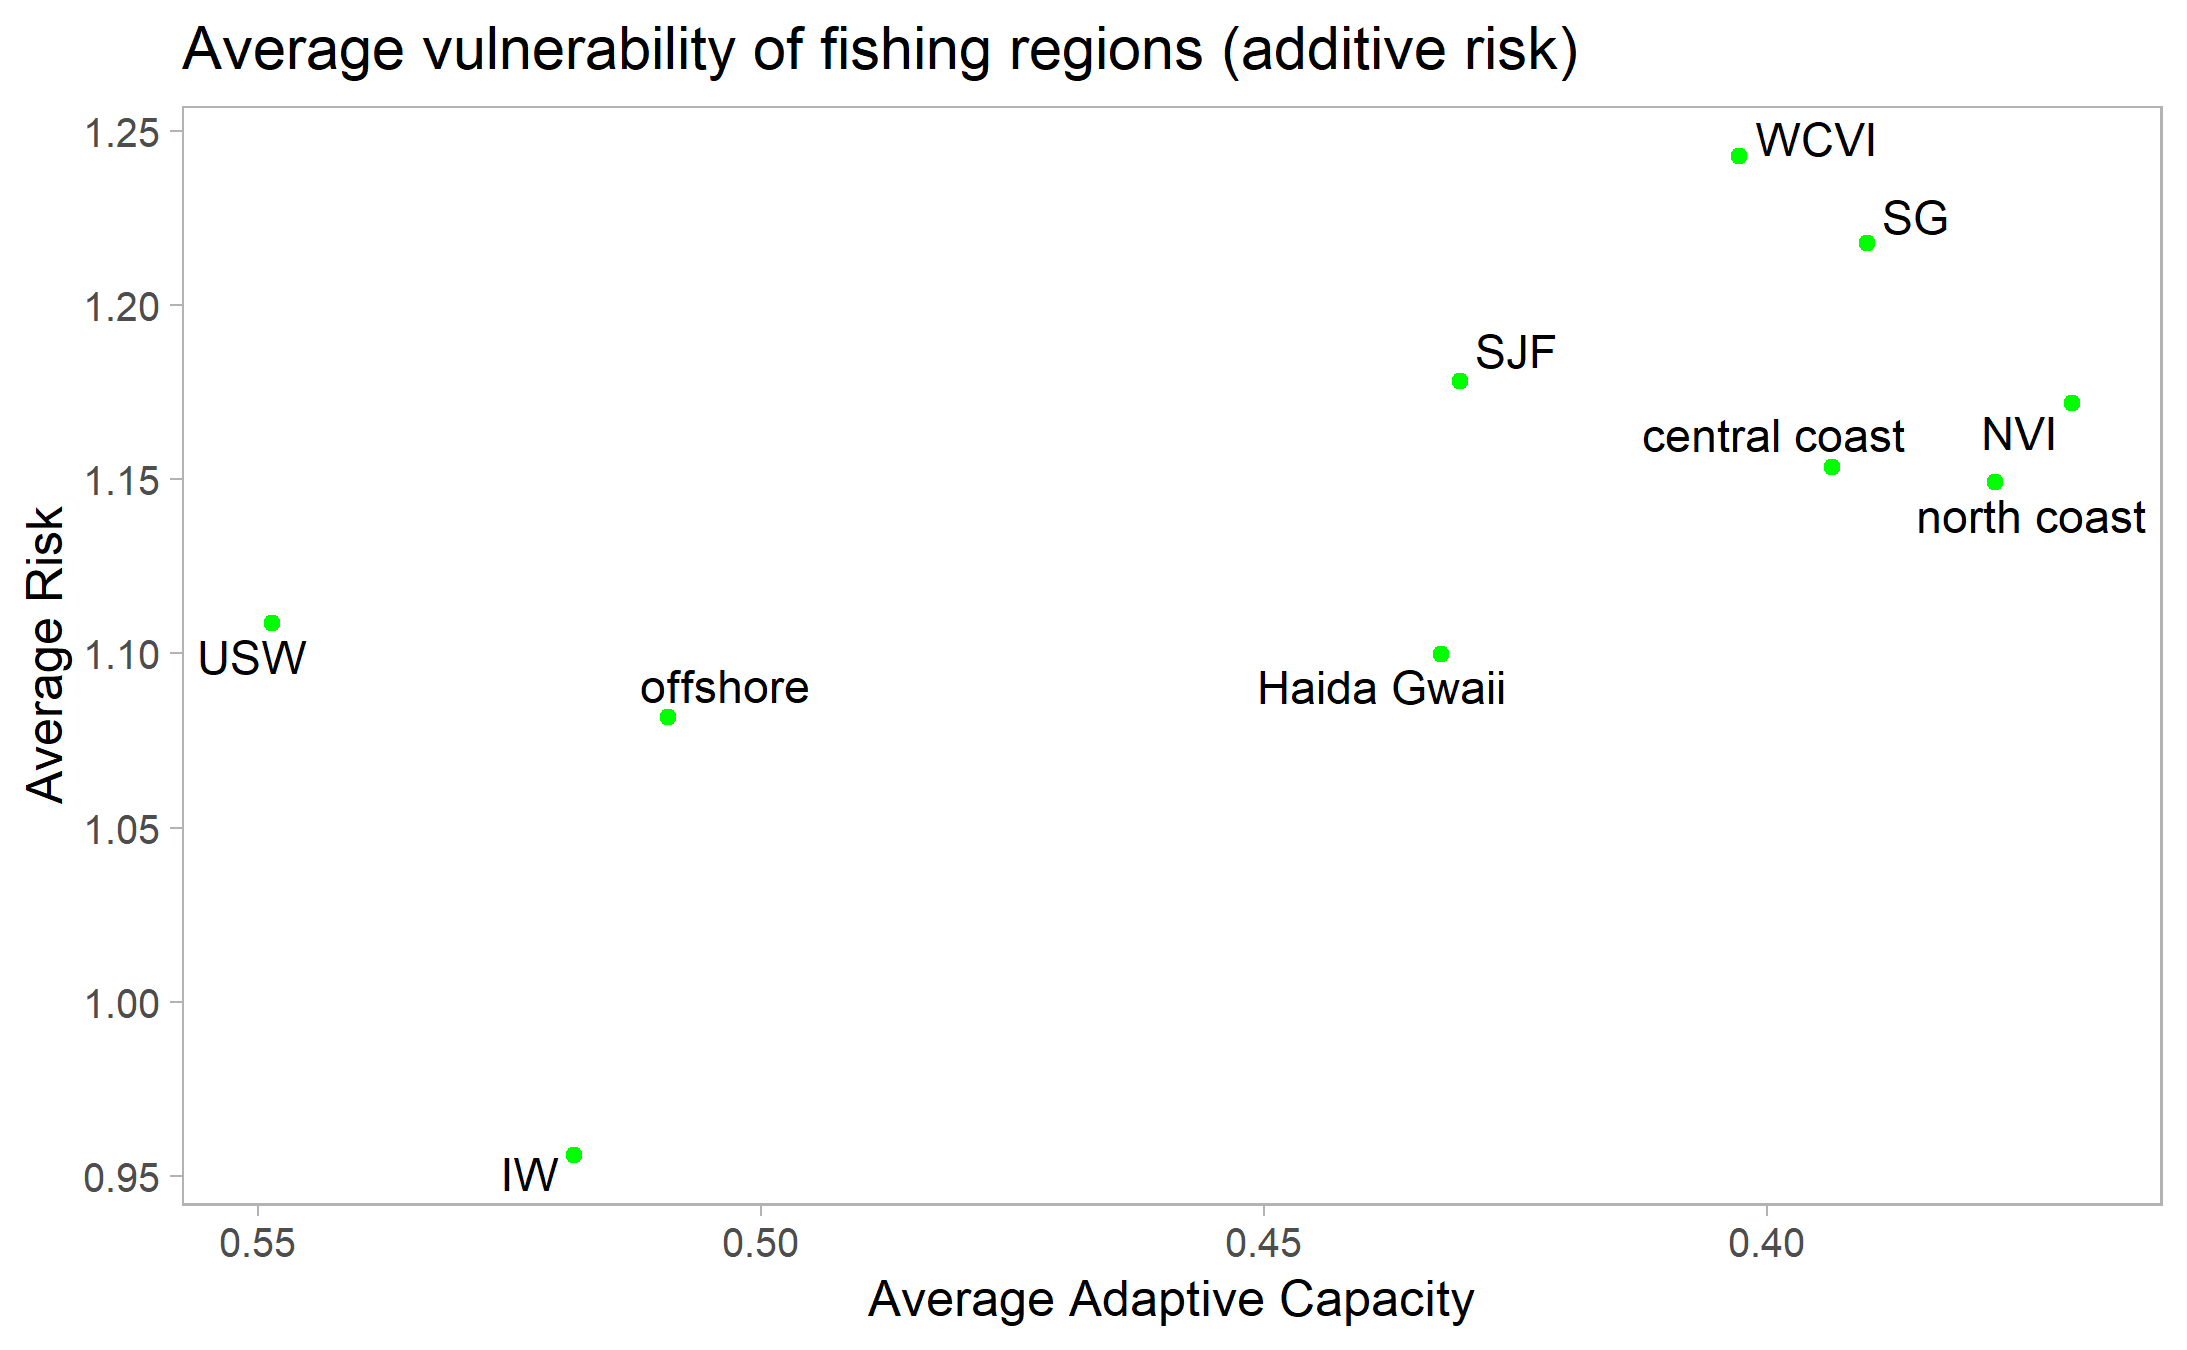 Average vulnerability of fishing regions (additive risk)
1.25
WCVI
SG
1.20
SJF
central coast
NVI
1.15
north coast
Average Risk
1.10
USW
offshore
Haida Gwaii
1.05
1.00
0.95
IW
0.55
0.50
0.45
0.40
Average Adaptive Capacity